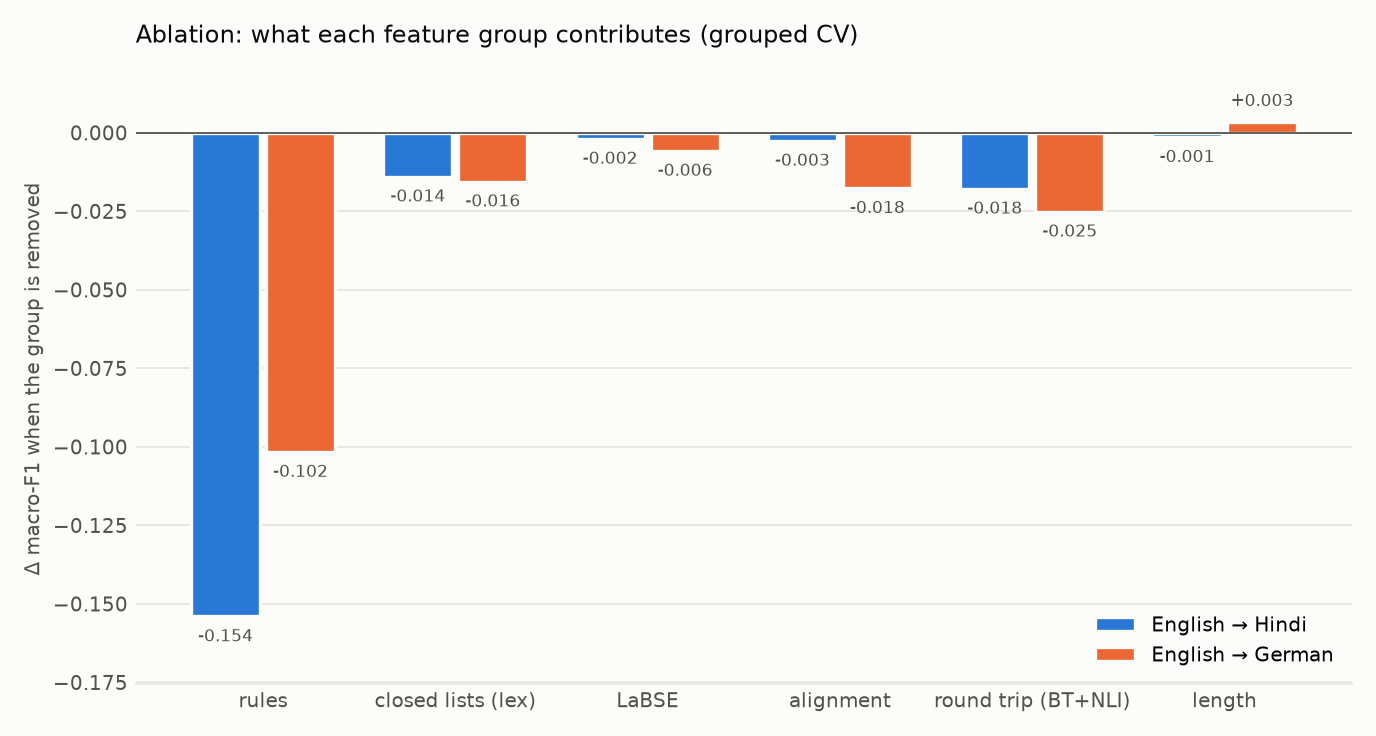 Ablation: what each feature group contributes (grouped CV)
Δ macro-F1 when the group is removed
0.000
−0.025
−0.050
−0.075
−0.100
−0.125
−0.150
−0.175
-0.154
-0.102
-0.014
-0.016
-0.002
-0.006
-0.003
-0.018
-0.018
-0.025
-0.001
+0.003
rules
closed lists (lex)
LaBSE
alignment
round trip (BT+NLI)
length
English → Hindi
English → German